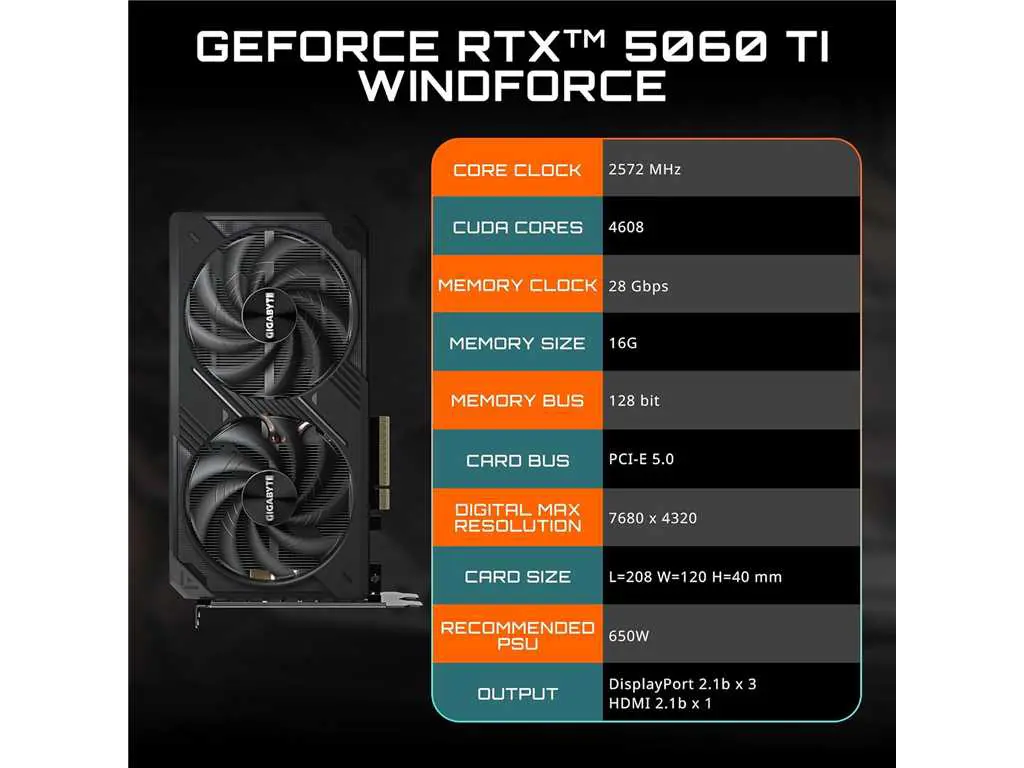 GEFORCE RTX™ 5060 TI
WINDFORCE
CORE CLOCK 2572 MHz
CUDA CORES 4608
MEMORY CLOCK 28 Gbps
MEMORY SIZE 16G
MEMORY BUS 128 bit
CARD BUS PCI-E 5.0
DIGITAL MAX
RESOLUTION
7680 x 4320
CARD SIZE L=208 W=120 H=40 mm
RECOMMENDED
PSU
650W
OUTPUT
DisplayPort 2.1b x 3
HDMI 2.1b x 1
GIGABYTE
GIGABYTE